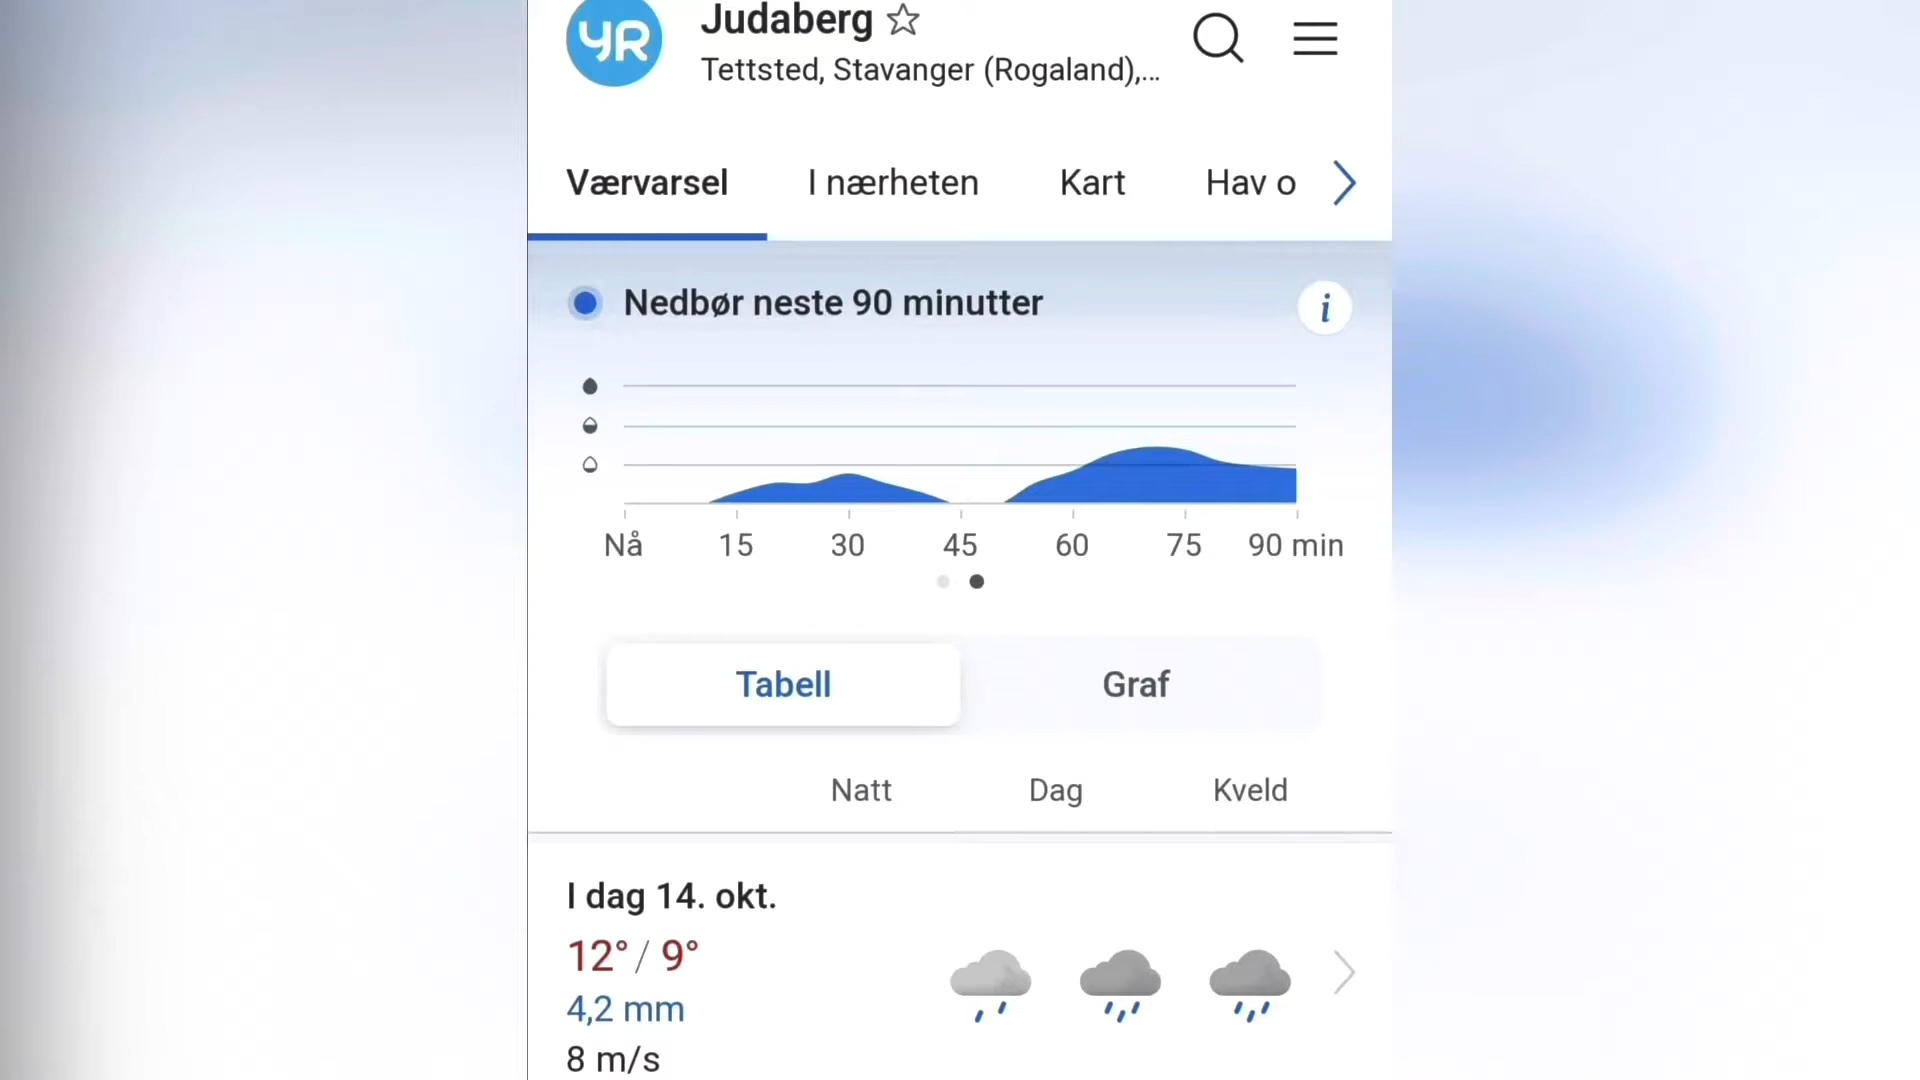 YR
Judaberg
Tettsted, Stavanger (Rogaland),...
Værvarsel I nærheten Kart Hav o
Nedbør neste 90 minutter
i
Nå 15 30 45 60 75 90 min
Tabell Graf
Natt Dag Kveld
I dag 14. okt.
12° / 9°
4,2 mm
8 m/s